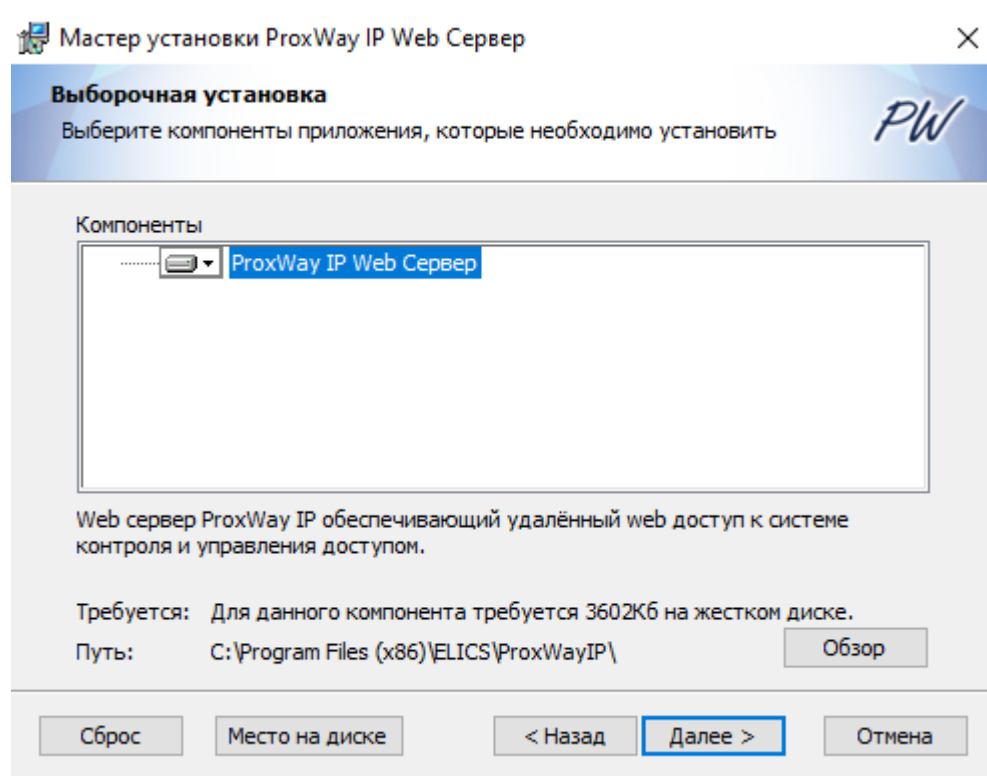 Мастер установки ProxWay IP Web Сервер
Выборочная установка
Выберите компоненты приложения, которые необходимо установить
PW
Компоненты
ProxWay IP Web Сервер
Web сервер ProxWay IP обеспечивающий удалённый web доступ к системе
контроля и управления доступом.
Требуется: Для данного компонента требуется 3602Кб на жестком диске.
Путь: C:\Program Files (x86)\ELICS\ProxWayIP\ Обзор
Сброс Место на диске < Назад Далее > Отмена